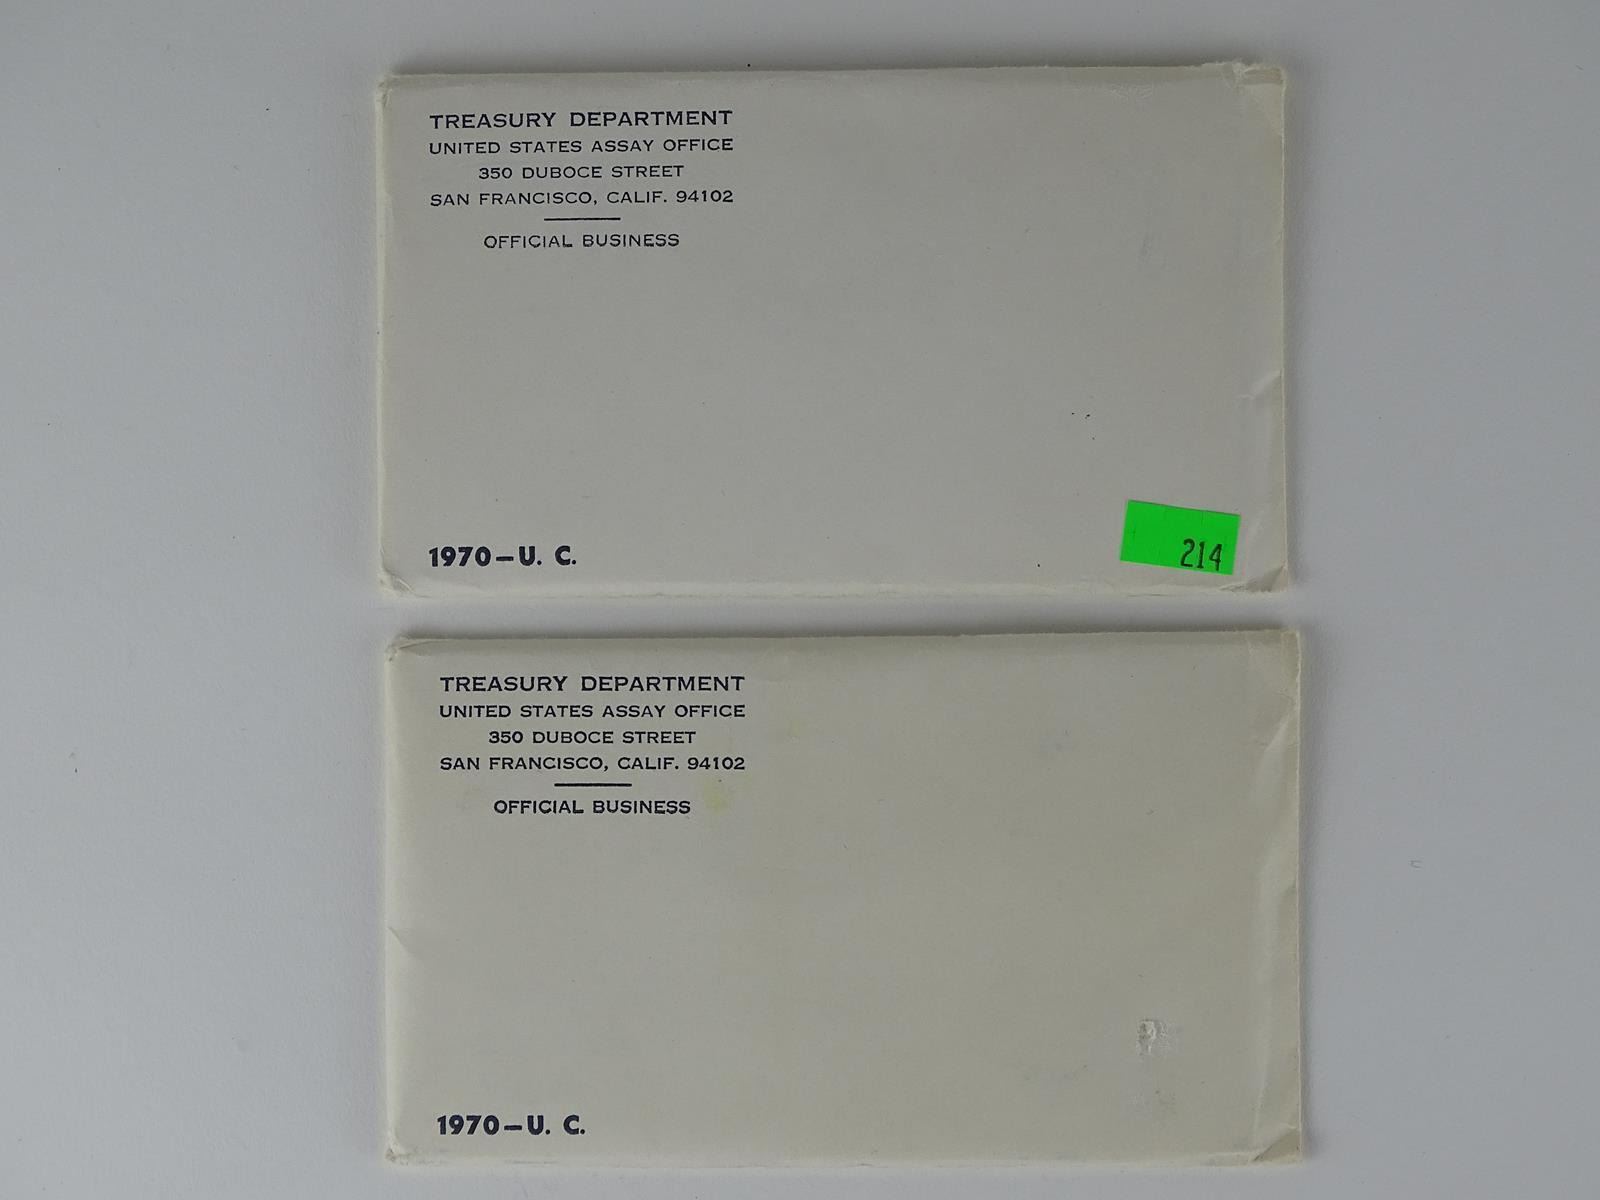 TREASURY DEPARTMENT
UNITED STATES ASSAY OFFICE
350 DUBOCE STREET
SAN FRANCISCO, CALIF. 94102
OFFICIAL BUSINESS
1970-U. C.
214
TREASURY DEPARTMENT
UNITED STATES ASSAY OFFICE
350 DUBOCE STREET
SAN FRANCISCO, CALIF. 94102
OFFICIAL BUSINESS
1970-U. C.